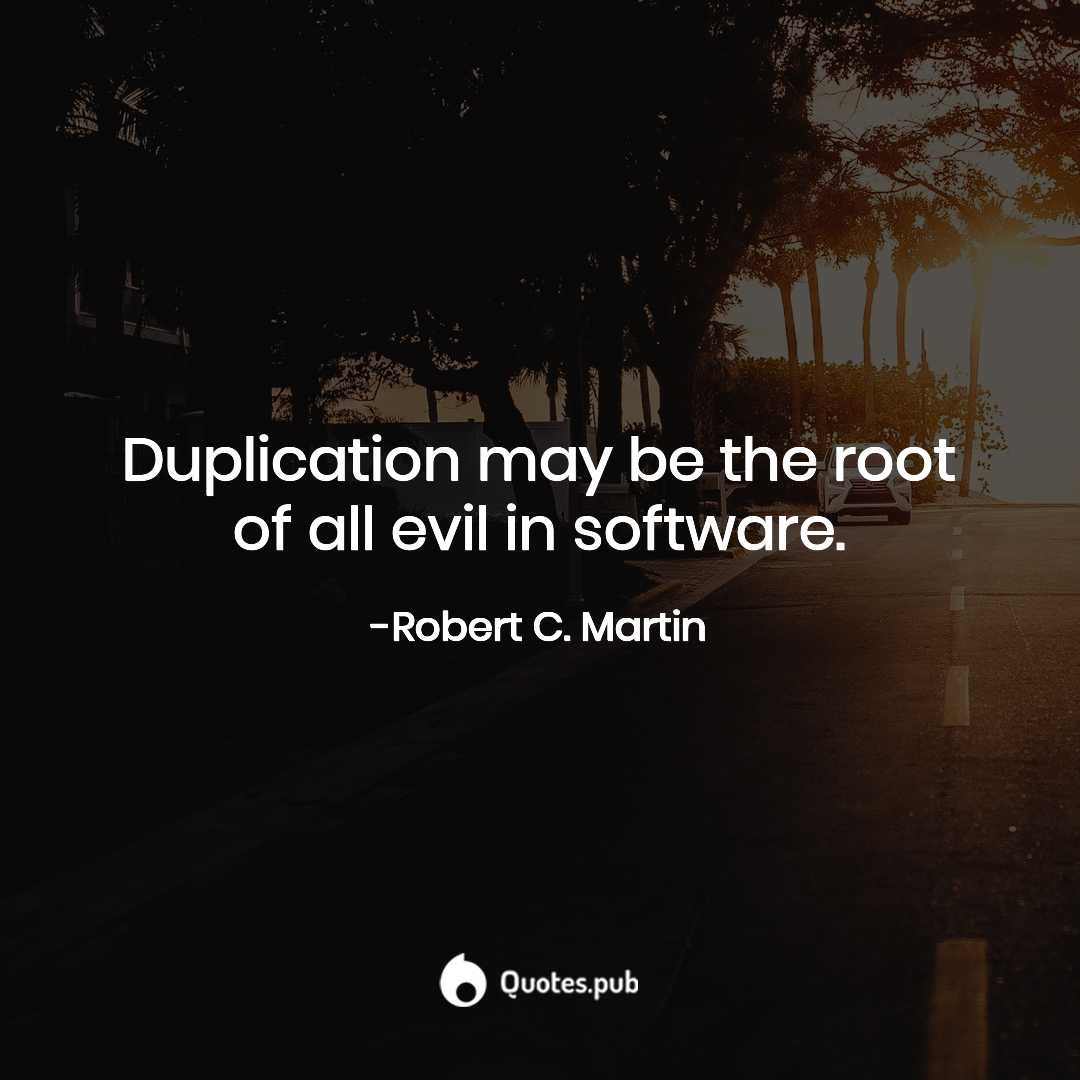 Duplication may be the root
of all evil in software.
-Robert C. Martin
Quotes.pub